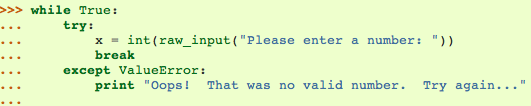 >>> while True:
...     try:
...         x = int(raw_input("Please enter a number: "))
...         break
...     except ValueError:
...         print "Oops!  That was no valid number.  Try again..."
...